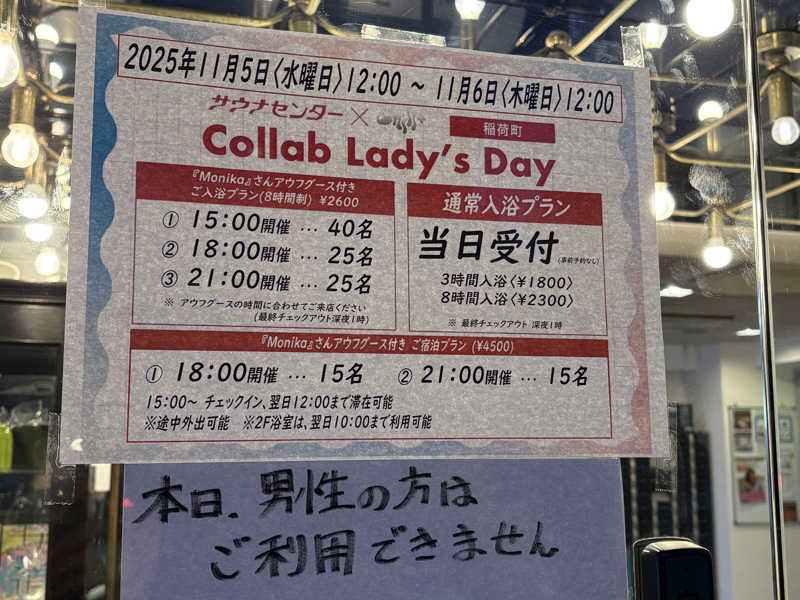 2025年11月5日〈水曜日〉12:00 ～ 11月6日〈木曜日〉12:00
サウナセンター×
稲荷町
Collab Lady's Day
『Monika』さんアウフグース付き
ご入浴プラン(8時間制) ¥2600
① 15:00開催 … 40名
② 18:00開催 … 25名
③ 21:00開催 … 25名
※ アウフグースの時間に合わせてご来店ください
(最終チェックアウト深夜1時)
通常入浴プラン
当日受付(事前予約なし)
3時間入浴〈¥1800〉
8時間入浴〈¥2300〉
※ 最終チェックアウト 深夜1時
『Monika』さんアウフグース付き ご宿泊プラン (¥4500)
① 18:00開催 … 15名 ② 21:00開催 … 15名
15:00～ チェックイン、翌日12:00まで滞在可能
※途中外出可能 ※2F浴室は、翌日10:00まで利用可能
本日、男性の方は
ご利用できません